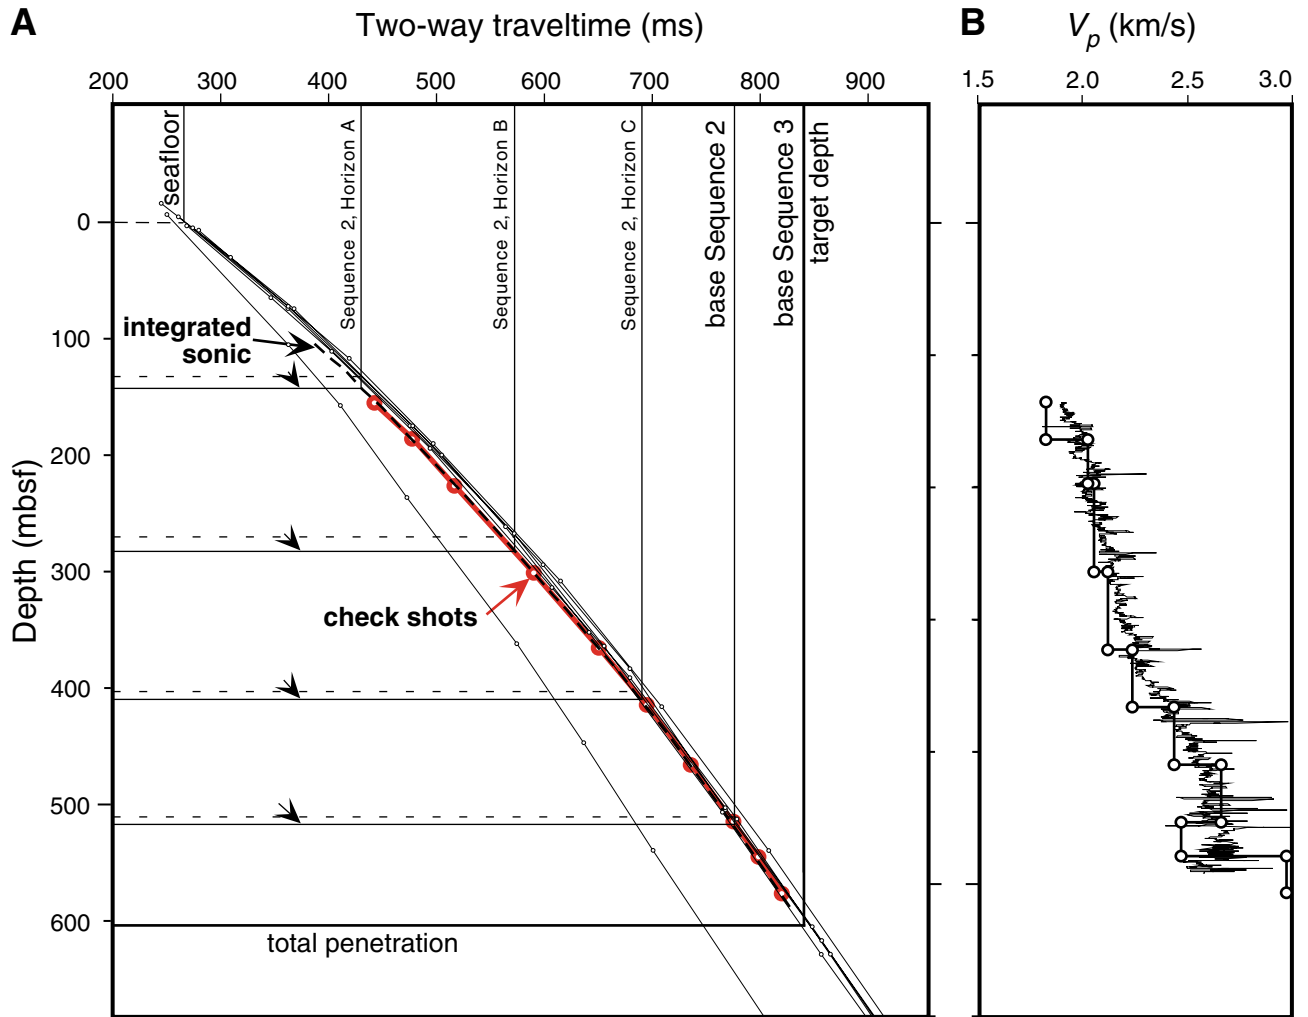 A
Two-way traveltime (ms)
B
Vp (km/s)
200 300 400 500 600 700 800 900
1.5 2.0 2.5 3.0
seafloor
Sequence 2, Horizon A
Sequence 2, Horizon B
Sequence 2, Horizon C
base Sequence 2
base Sequence 3
target depth
0
100
200
300
400
500
600
Depth (mbsf)
integrated
sonic
check shots
total penetration